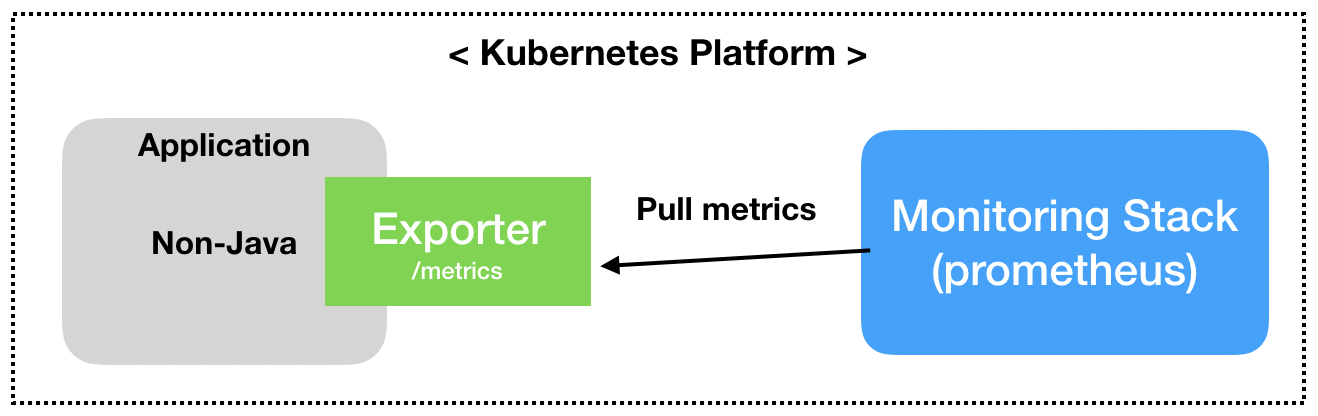 < Kubernetes Platform >
Application
Non-Java
Exporter
/metrics
Pull metrics
Monitoring Stack
(prometheus)